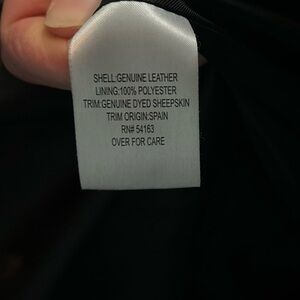 SHELL:GENUINE LEATHER
LINING:100% POLYESTER
TRIM:GENUINE DYED SHEEPSKIN
TRIM ORIGIN:SPAIN
RN# 54163
OVER FOR CARE